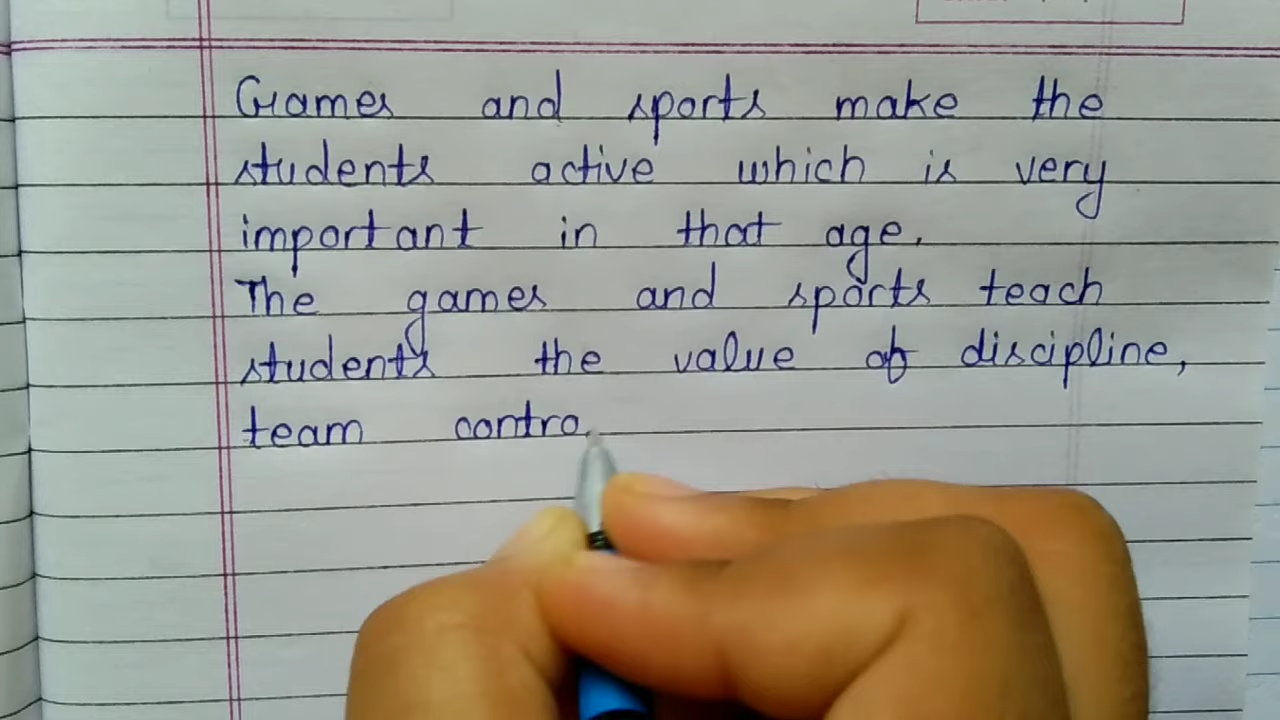 Games and sports make the
students active which is very
important in that age.
The games and sports teach
students the value of discipline,
team contro